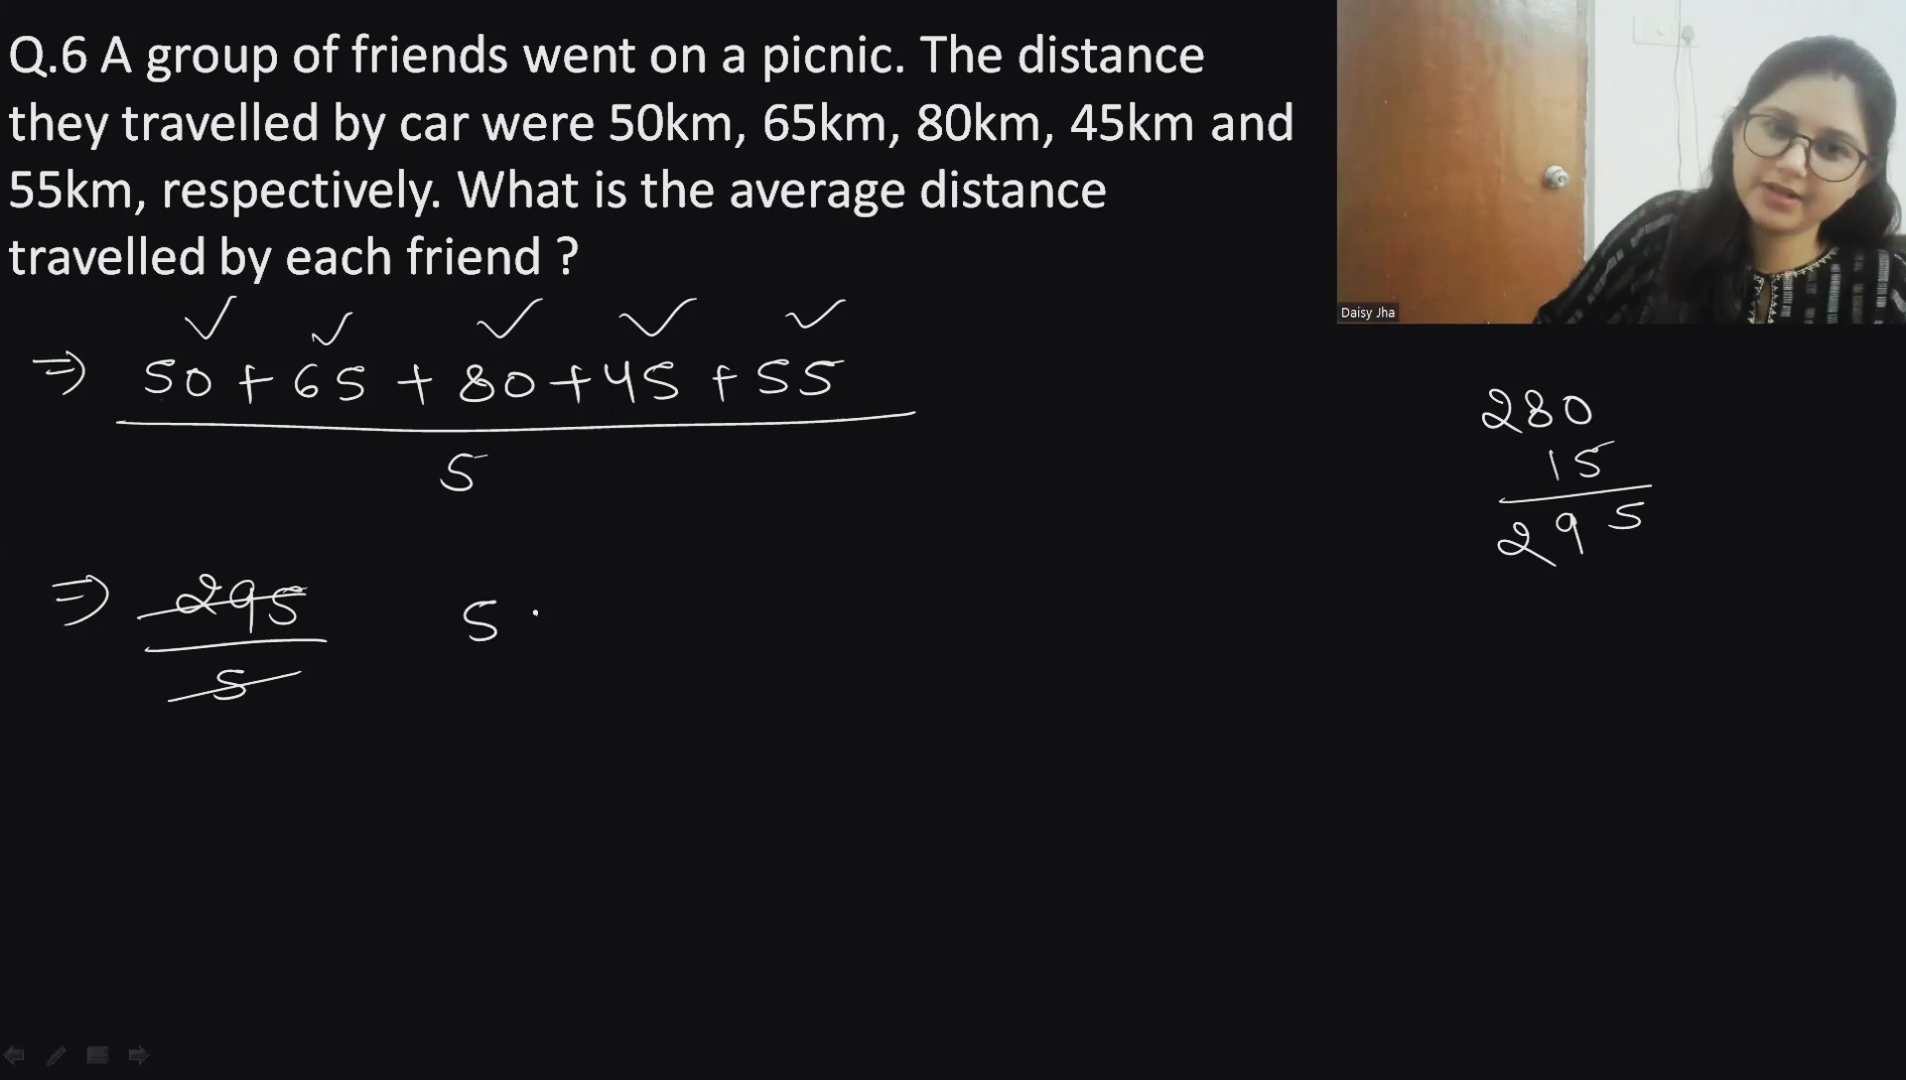 Q.6 A group of friends went on a picnic. The distance
they travelled by car were 50km, 65km, 80km, 45km and
55km, respectively. What is the average distance
travelled by each friend ?
Daisy Jha
⇒ 50 + 65 + 80 + 45 + 55
5
280
15
295
⇒ 295 5 .
5